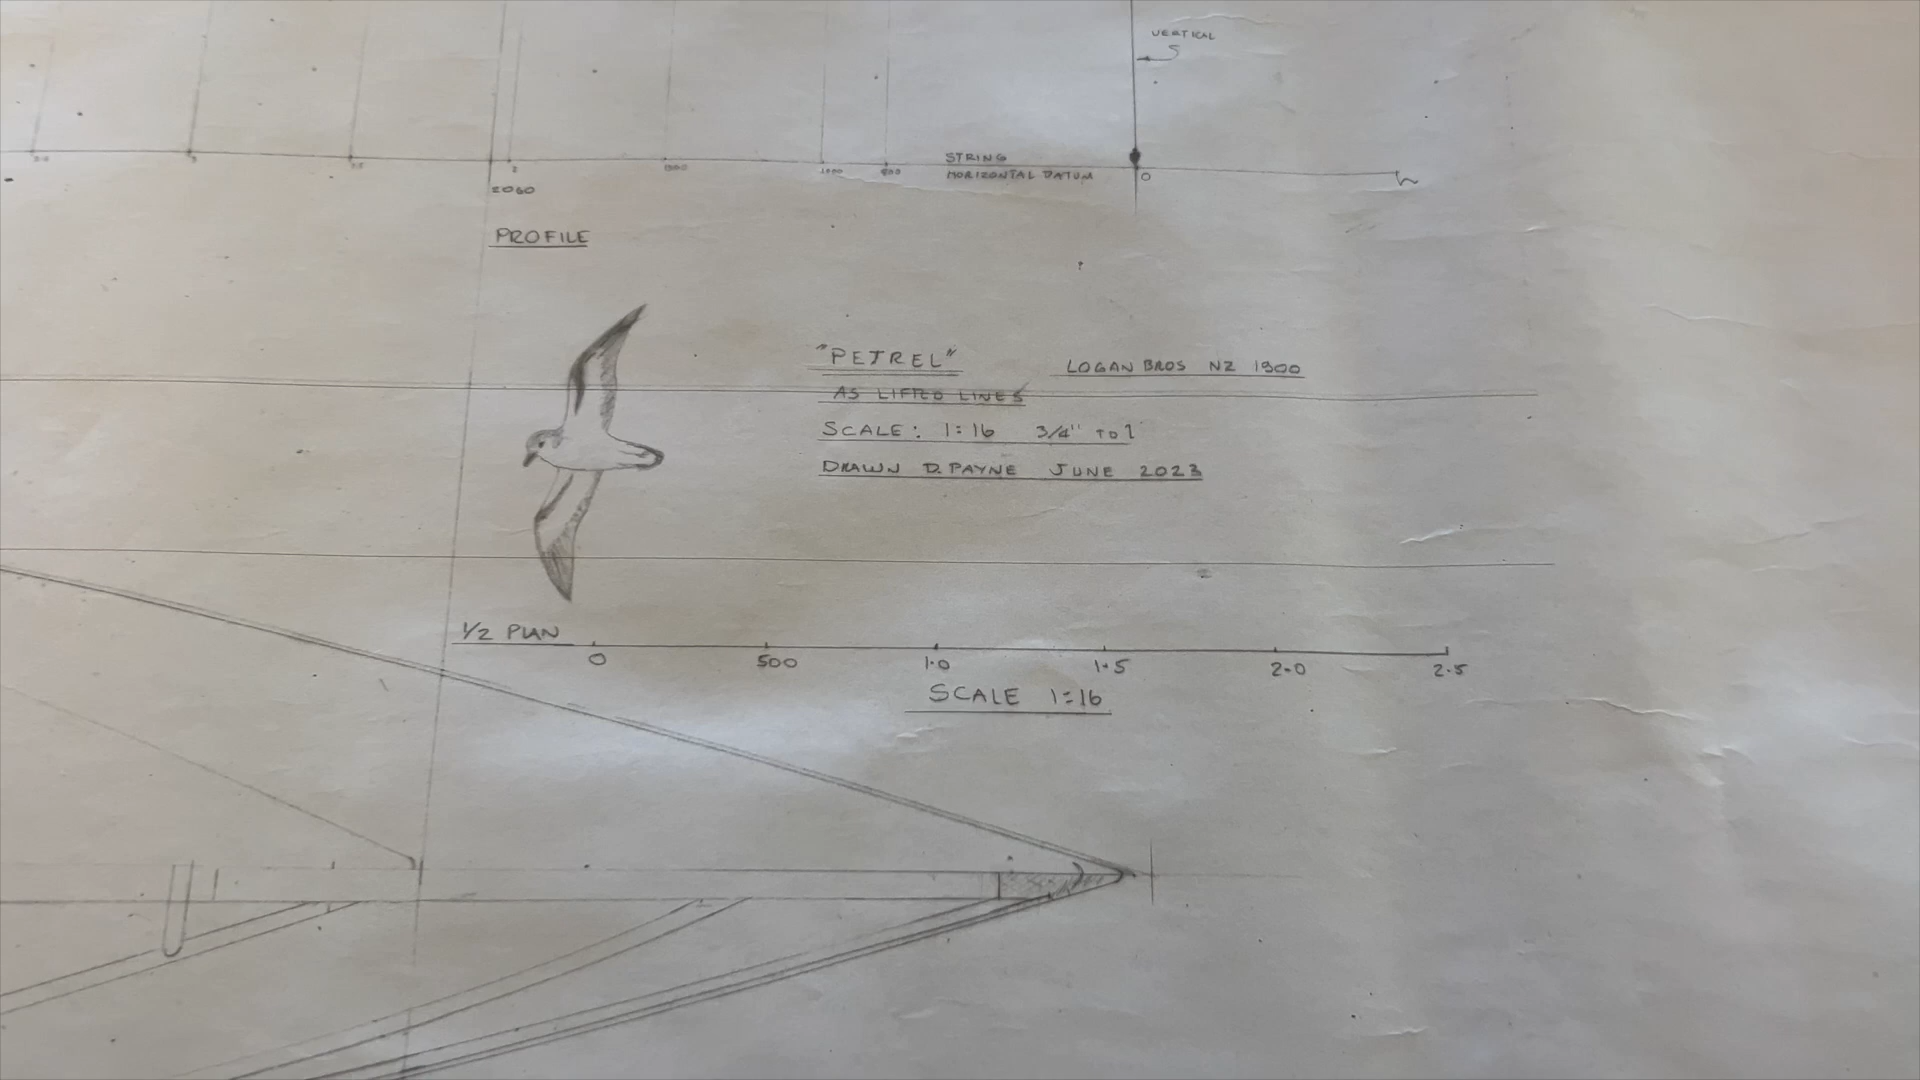 VERTICAL
STRING
HORIZONTAL DATUM
0
1000
2060
PROFILE
"PETREL" LOGAN BROS NZ 1900
AS LIFTED LINES
SCALE: 1:16 3/4" TO 1'
DRAWN D. PAYNE JUNE 2023
1/2 PLAN
0 500 1.0 1.5 2.0 2.5
SCALE 1:16